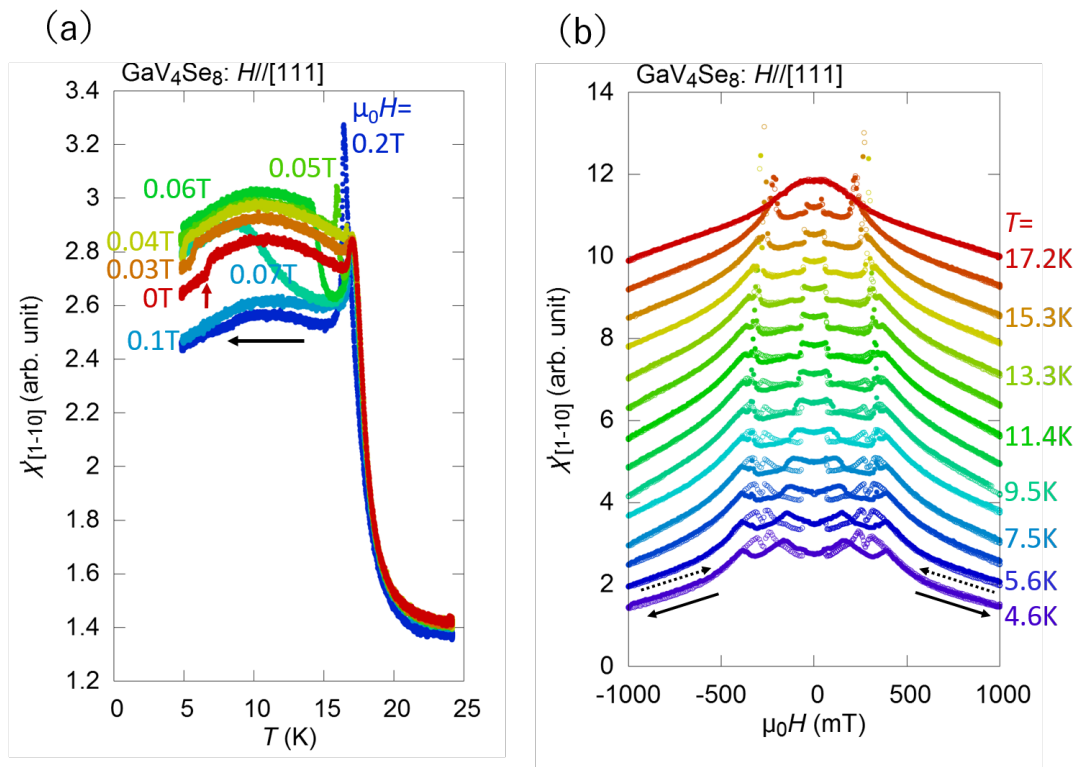 (a)
GaV4Se8: H//[111]
3.4
3.2
3
2.8
2.6
2.4
2.2
2
1.8
1.6
1.4
1.2
χ'[1-10] (arb. unit)
μ0H=
0.2T
0.05T
0.06T
0.04T
0.03T
0.07T
0T
0.1T
0
5
10
15
20
25
T (K)
(b)
GaV4Se8: H//[111]
14
12
10
8
6
4
2
0
χ'[1-10] (arb. unit)
T=
17.2K
15.3K
13.3K
11.4K
9.5K
7.5K
5.6K
4.6K
-1000
-500
0
500
1000
μ0H (mT)